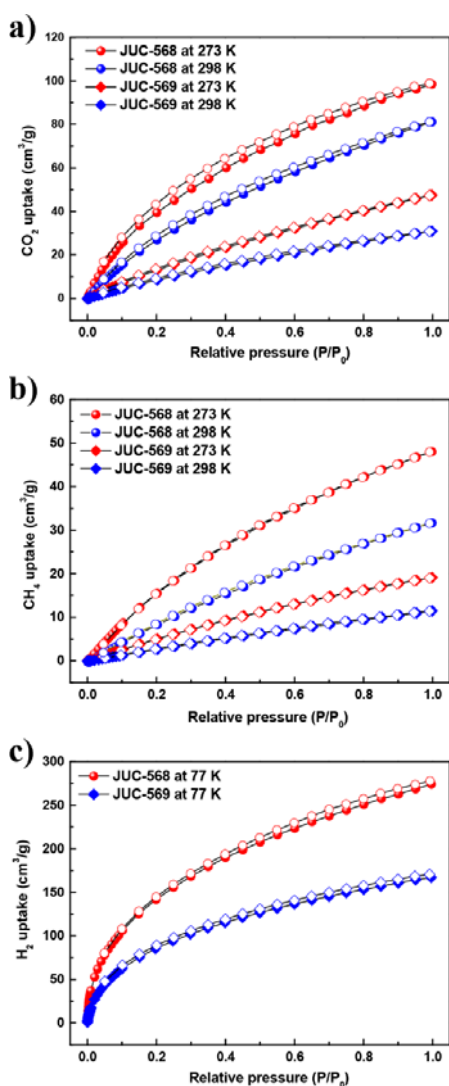 a)
JUC-568 at 273 K
JUC-568 at 298 K
JUC-569 at 273 K
JUC-569 at 298 K
CO₂ uptake (cm³/g)
120
100
80
60
40
20
0
0.0 0.2 0.4 0.6 0.8 1.0
Relative pressure (P/P₀)
b)
JUC-568 at 273 K
JUC-568 at 298 K
JUC-569 at 273 K
JUC-569 at 298 K
CH₄ uptake (cm³/g)
60
50
40
30
20
10
0
0.0 0.2 0.4 0.6 0.8 1.0
Relative pressure (P/P₀)
c)
JUC-568 at 77 K
JUC-569 at 77 K
H₂ uptake (cm³/g)
300
250
200
150
100
50
0
0.0 0.2 0.4 0.6 0.8 1.0
Relative pressure (P/P₀)